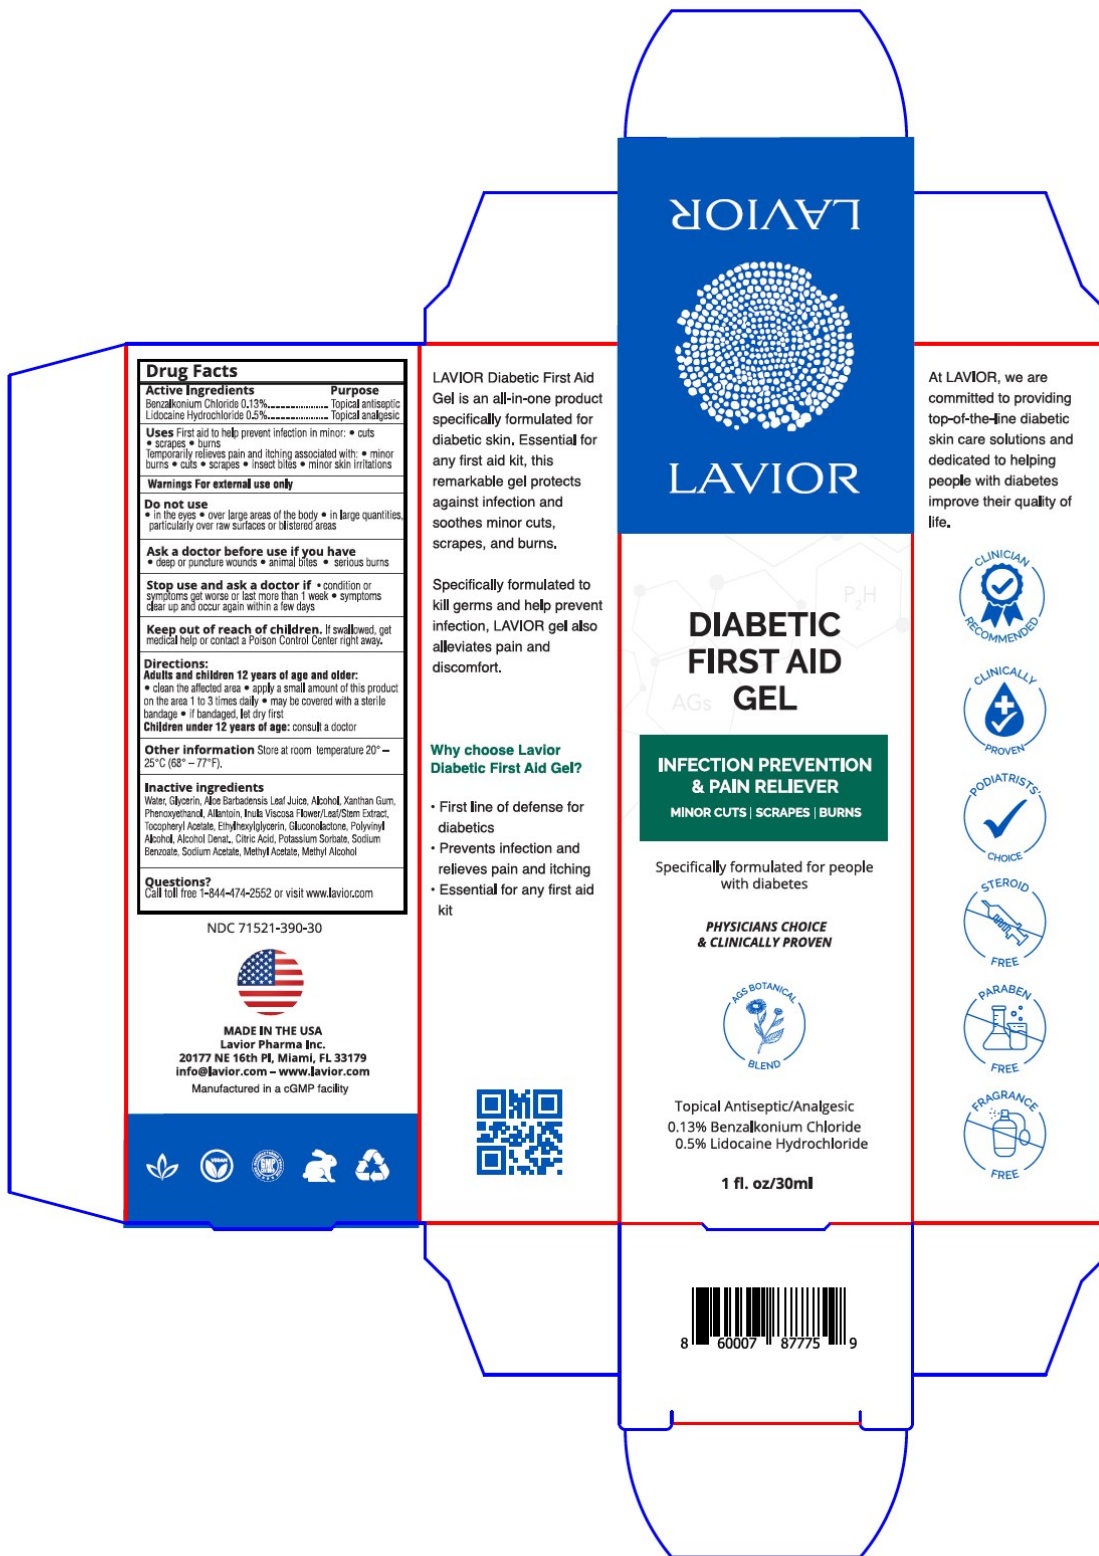 LAVIOR
LAVIOR
Drug Facts
Active Ingredients Purpose
Benzalkonium Chloride 0.13%............... Topical antiseptic
Lidocaine Hydrochloride 0.5%............... Topical analgesic
Uses First aid to help prevent infection in minor: • cuts
• scrapes • burns
Temporarily relieves pain and itching associated with: • minor
burns • cuts • scrapes • insect bites • minor skin irritations
Warnings For external use only
Do not use
• in the eyes • over large areas of the body • in large quantities,
particularly over raw surfaces or blistered areas
Ask a doctor before use if you have
• deep or puncture wounds • animal bites • serious burns
Stop use and ask a doctor if • condition or
symptoms get worse or last more than 1 week • symptoms
clear up and occur again within a few days
Keep out of reach of children. If swallowed, get
medical help or contact a Poison Control Center right away.
Directions:
Adults and children 12 years of age and older:
• clean the affected area • apply a small amount of this product
on the area 1 to 3 times daily • may be covered with a sterile
bandage • if bandaged, let dry first
Children under 12 years of age: consult a doctor
Other information Store at room temperature 20° –
25°C (68° – 77°F).
Inactive ingredients
Water, Glycerin, Aloe Barbadensis Leaf Juice, Alcohol, Xanthan Gum,
Phenoxyethanol, Allantoin, Inula Viscosa Flower/Leaf/Stem Extract,
Tocopheryl Acetate, Ethylhexylglycerin, Gluconolactone, Polyvinyl
Alcohol, Alcohol Denat., Citric Acid, Potassium Sorbate, Sodium
Benzoate, Sodium Acetate, Methyl Acetate, Methyl Alcohol
Questions?
Call toll free 1-844-474-2552 or visit www.lavior.com
NDC 71521-390-30
MADE IN THE USA
Lavior Pharma Inc.
20177 NE 16th Pl, Miami, FL 33179
info@lavior.com – www.lavior.com
Manufactured in a cGMP facility
VEGAN
GMP
LAVIOR Diabetic First Aid
Gel is an all-in-one product
specifically formulated for
diabetic skin. Essential for
any first aid kit, this
remarkable gel protects
against infection and
soothes minor cuts,
scrapes, and burns.
Specifically formulated to
kill germs and help prevent
infection, LAVIOR gel also
alleviates pain and
discomfort.
Why choose Lavior
Diabetic First Aid Gel?
• First line of defense for
diabetics
• Prevents infection and
relieves pain and itching
• Essential for any first aid
kit
P2H
AGs
DIABETIC
FIRST AID
GEL
INFECTION PREVENTION
& PAIN RELIEVER
MINOR CUTS | SCRAPES | BURNS
Specifically formulated for people
with diabetes
PHYSICIANS CHOICE
& CLINICALLY PROVEN
AGS BOTANICAL
BLEND
Topical Antiseptic/Analgesic
0.13% Benzalkonium Chloride
0.5% Lidocaine Hydrochloride
1 fl. oz/30ml
8 60007 87775 9
At LAVIOR, we are
committed to providing
top-of-the-line diabetic
skin care solutions and
dedicated to helping
people with diabetes
improve their quality of
life.
CLINICIAN
RECOMMENDED
CLINICALLY
PROVEN
PODIATRISTS'
CHOICE
STEROID
FREE
PARABEN
FREE
FRAGRANCE
FREE